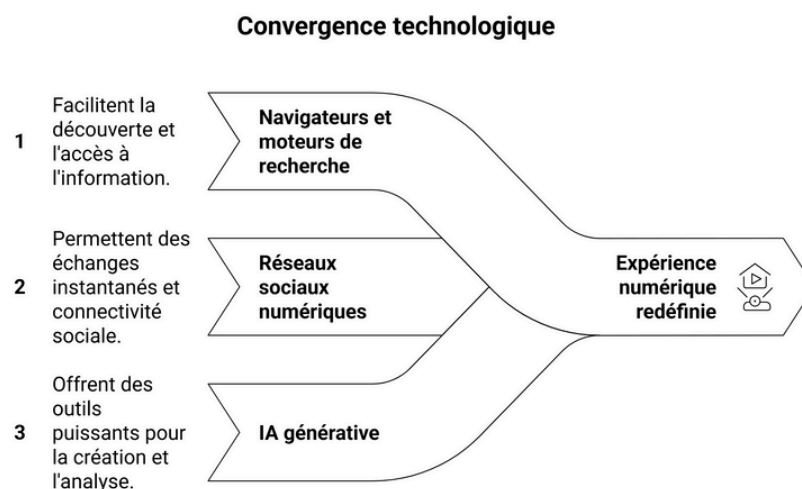 Convergence technologique
1
Facilitent la
découverte et
l'accès à
l'information.
Navigateurs et
moteurs de
recherche
2
Permettent des
échanges
instantanés et
connectivité
sociale.
Réseaux
sociaux
numériques
3
Offrent des
outils
puissants pour
la création et
l'analyse.
IA générative
Expérience
numérique
redéfinie